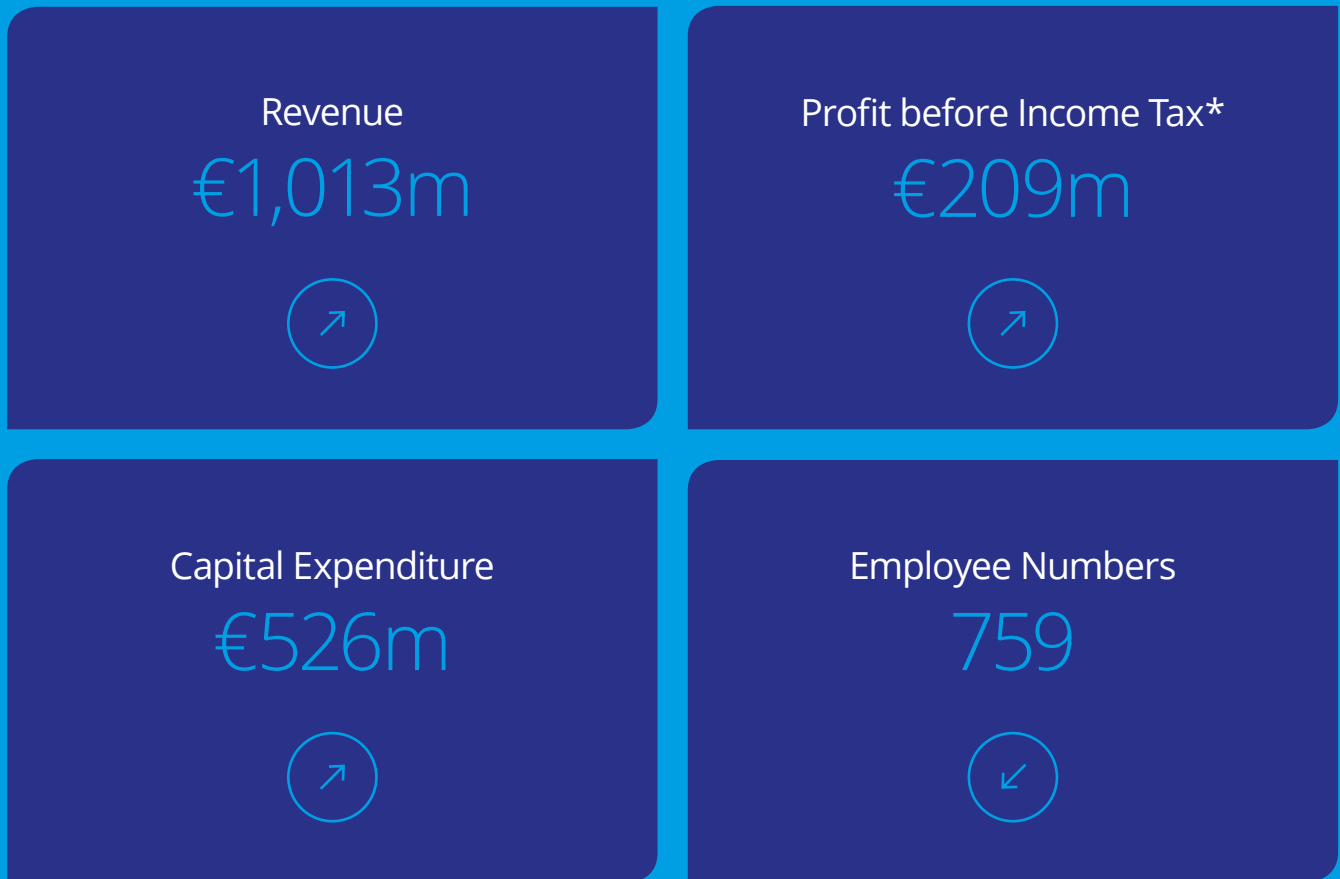 Revenue
€1,013m
Profit before Income Tax*
€209m
Capital Expenditure
€526m
Employee Numbers
759